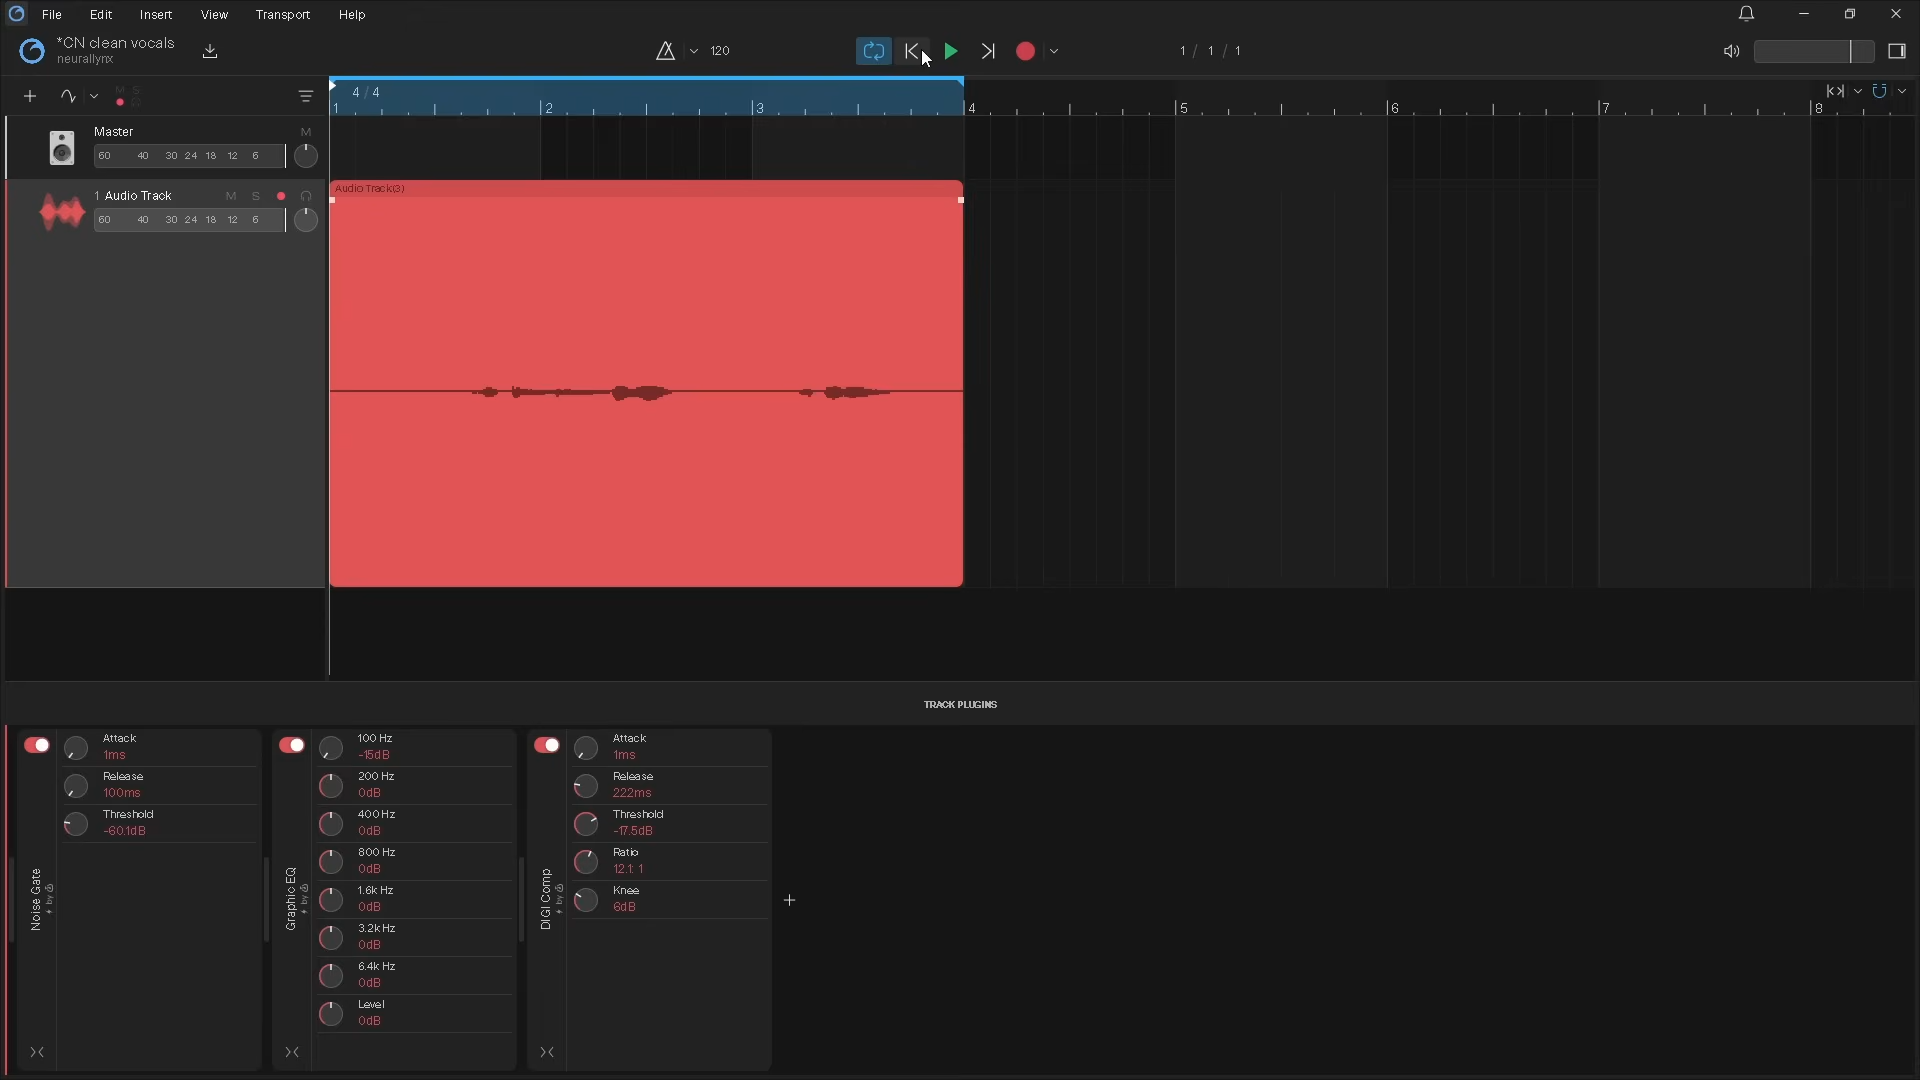 File Edit Insert View Transport Help
*CN clean vocals
neurallynx
120
1 / 1 / 1
M S
4 / 4
1 2 3 4 5 6 7 8
Master M
60 40 30 24 18 12 6
1 Audio Track M S
60 40 30 24 18 12 6
Audio Track(3)
TRACK PLUGINS
Noise Gate
by
Attack
1ms
Release
100ms
Threshold
-60.1dB
Graphic EQ
by
100 Hz
-15dB
200 Hz
0dB
400 Hz
0dB
800 Hz
0dB
1.6k Hz
0dB
3.2k Hz
0dB
6.4k Hz
0dB
Level
0dB
DIGI Comp
by
Attack
1ms
Release
222ms
Threshold
-17.5dB
Ratio
12.1: 1
Knee
6dB